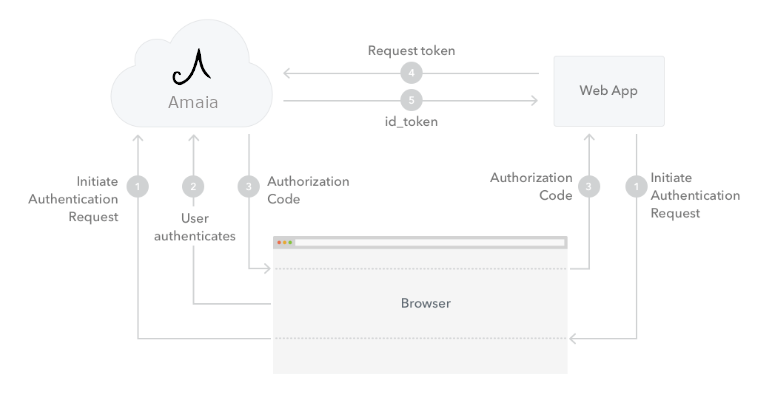 Request token
4
Amaia
5
id_token
Web App
Initiate
Authentication
Request
1
2
User
authenticates
3
Authorization
Code
Authorization
Code
3
1
Initiate
Authentication
Request
Browser